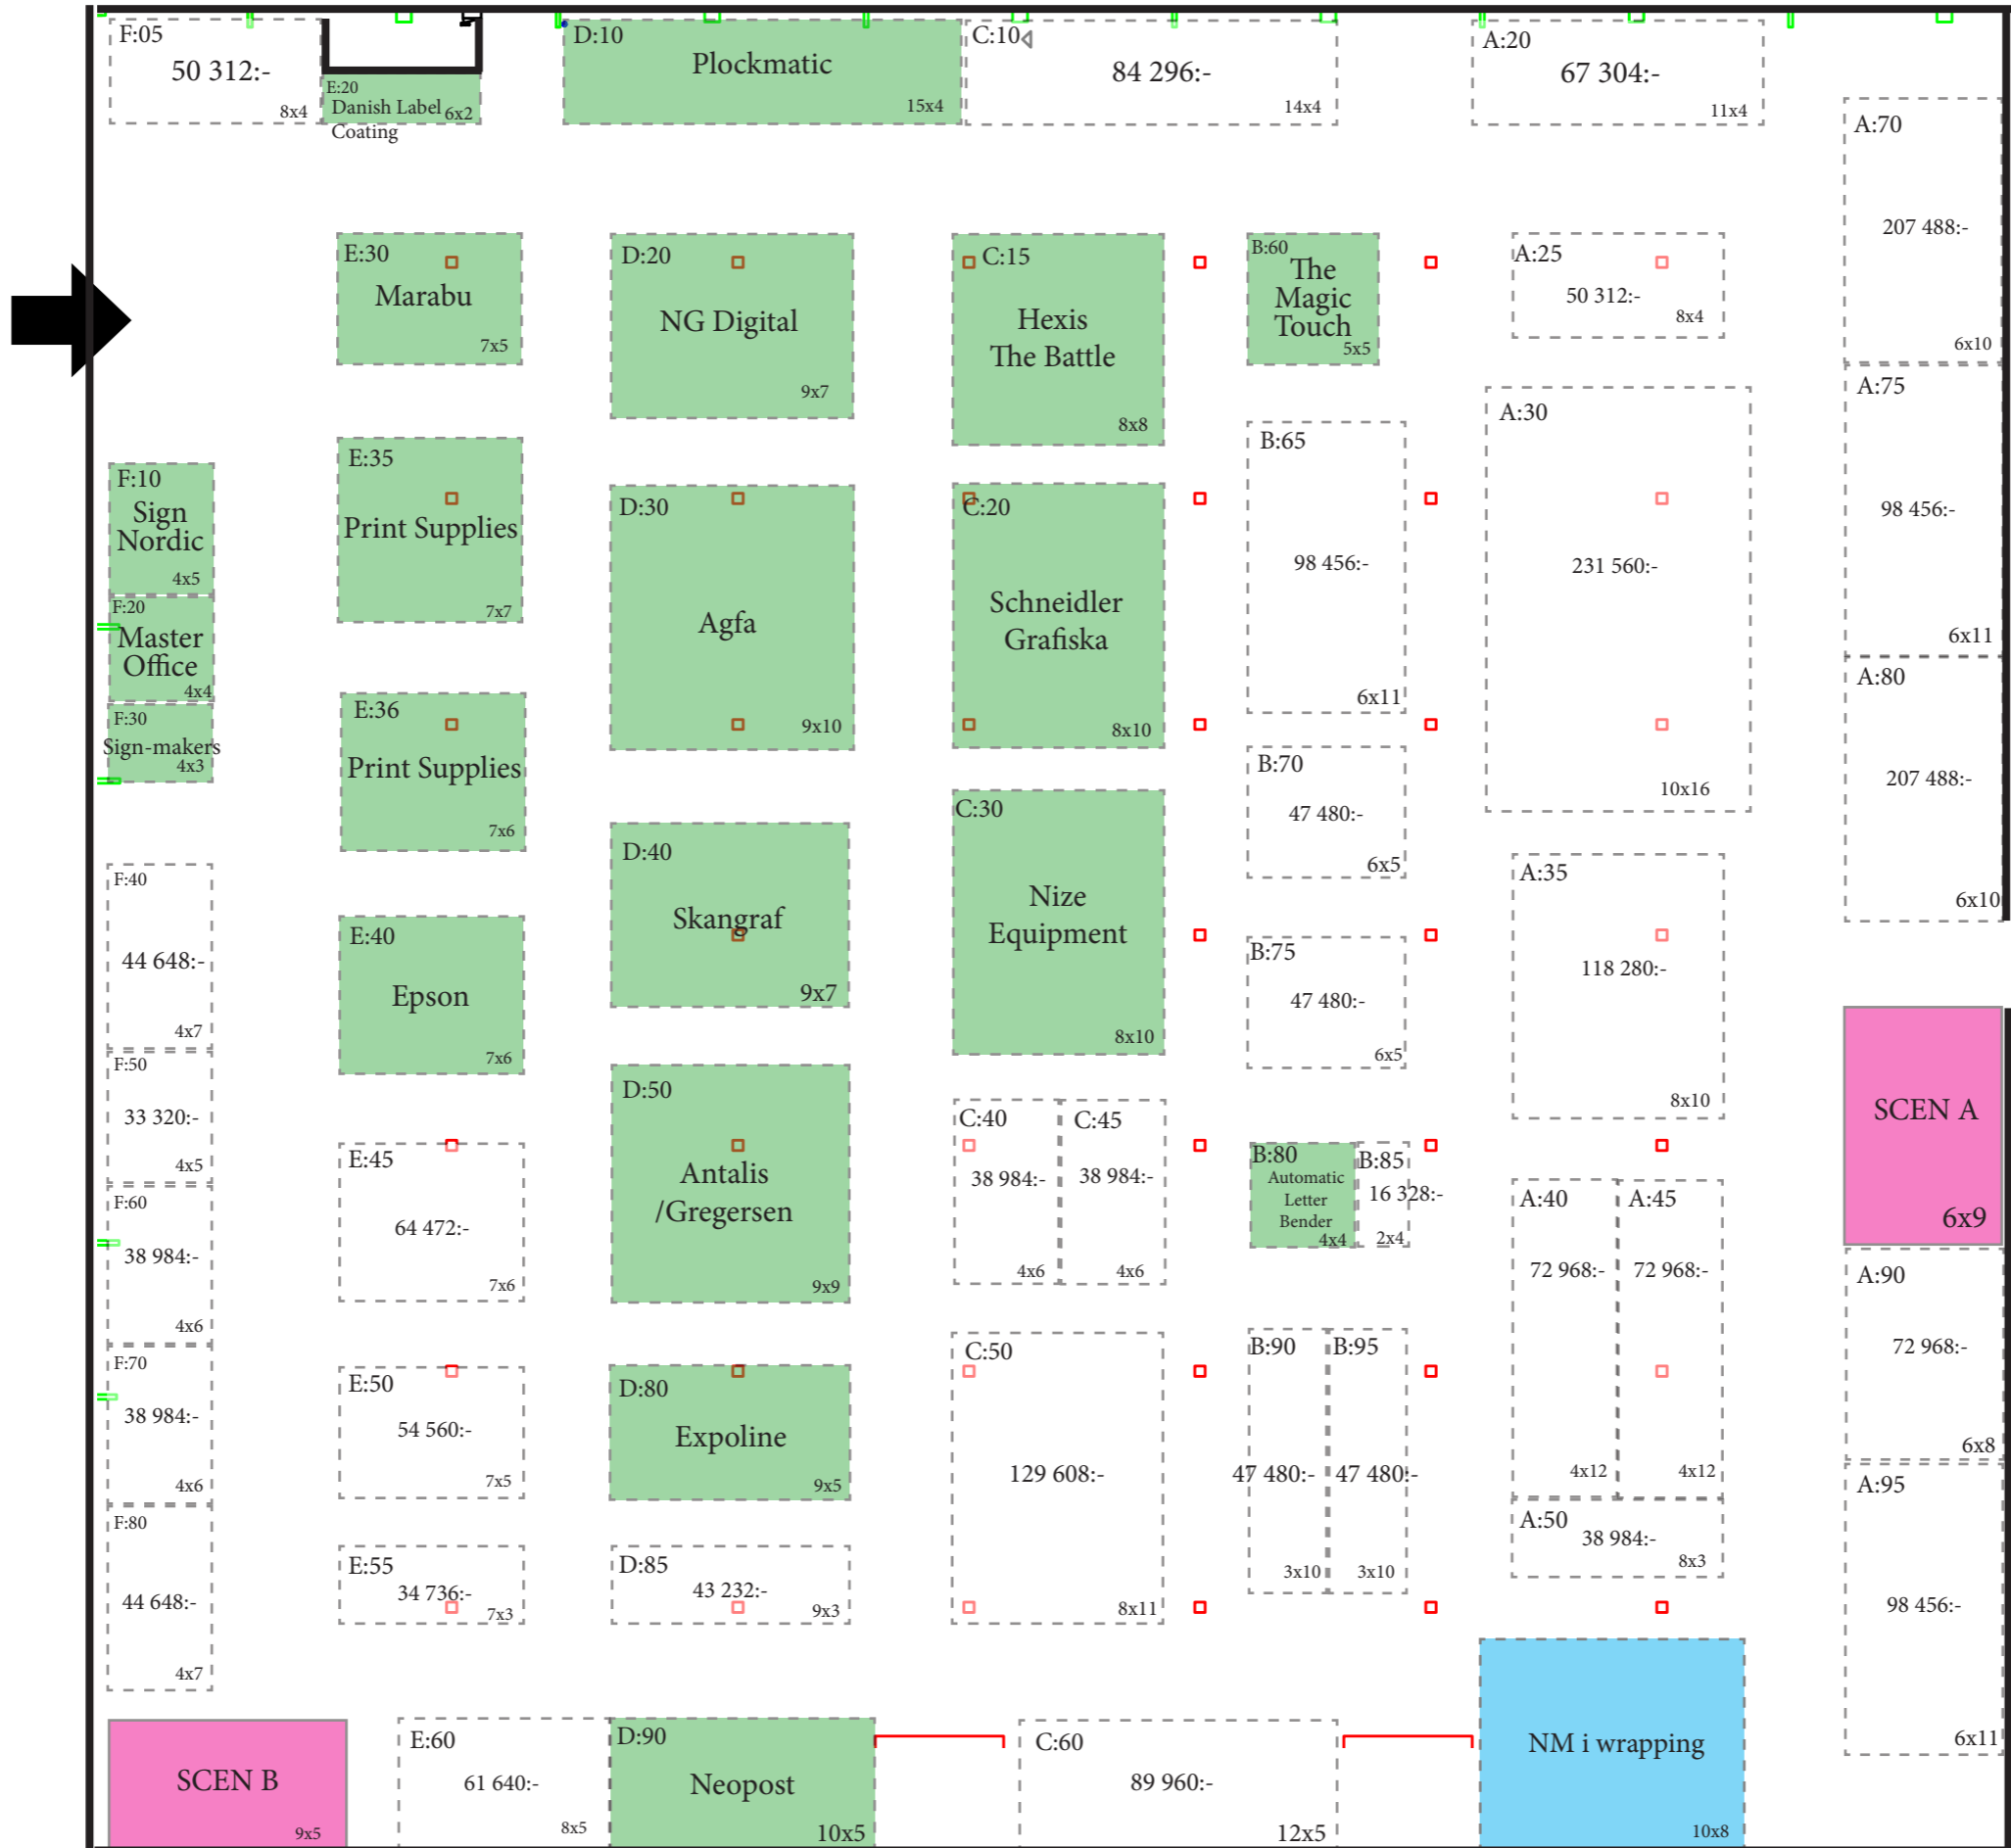 F:05
50 312:-
8x4
E:20
Danish Label
6x2
Coating
D:10
Plockmatic
15x4
C:10
84 296:-
14x4
A:20
67 304:-
11x4
A:70
207 488:-
6x10
E:30
Marabu
7x5
D:20
NG Digital
9x7
C:15
Hexis
The Battle
8x8
B:60
The
Magic
Touch
5x5
A:25
50 312:-
8x4
A:75
98 456:-
6x11
A:30
231 560:-
10x16
B:65
98 456:-
6x11
F:10
Sign
Nordic
4x5
E:35
Print Supplies
7x7
D:30
Agfa
9x10
C:20
Schneidler
Grafiska
8x10
F:20
Master
Office
4x4
F:30
Sign-makers
4x3
E:36
Print Supplies
7x6
A:80
207 488:-
6x10
B:70
47 480:-
6x5
C:30
Nize
Equipment
8x10
D:40
Skangraf
9x7
A:35
118 280:-
8x10
F:40
44 648:-
4x7
E:40
Epson
7x6
B:75
47 480:-
6x5
SCEN A
6x9
F:50
33 320:-
4x5
D:50
Antalis
/Gregersen
9x9
C:40
38 984:-
4x6
C:45
38 984:-
4x6
E:45
64 472:-
7x6
B:80
Automatic
Letter
Bender
4x4
B:85
16 328:-
2x4
A:40
72 968:-
4x12
A:45
72 968:-
4x12
F:60
38 984:-
4x6
A:90
72 968:-
6x8
F:70
38 984:-
4x6
E:50
54 560:-
7x5
D:80
Expoline
9x5
C:50
129 608:-
8x11
B:90
47 480:-
3x10
B:95
47 480:-
3x10
A:50
38 984:-
8x3
A:95
98 456:-
6x11
F:80
44 648:-
4x7
E:55
34 736:-
7x3
D:85
43 232:-
9x3
SCEN B
9x5
E:60
61 640:-
8x5
D:90
Neopost
10x5
C:60
89 960:-
12x5
NM i wrapping
10x8